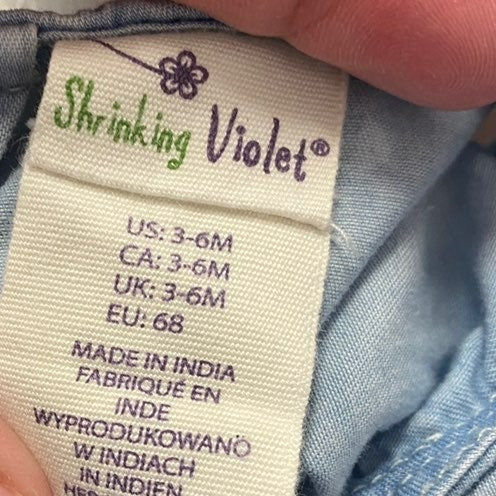 Shrinking Violet®
US: 3-6M
CA: 3-6M
UK: 3-6M
EU: 68
MADE IN INDIA
FABRIQUÉ EN
INDE
WYPRODUKOWANO
W INDIACH
IN INDIEN